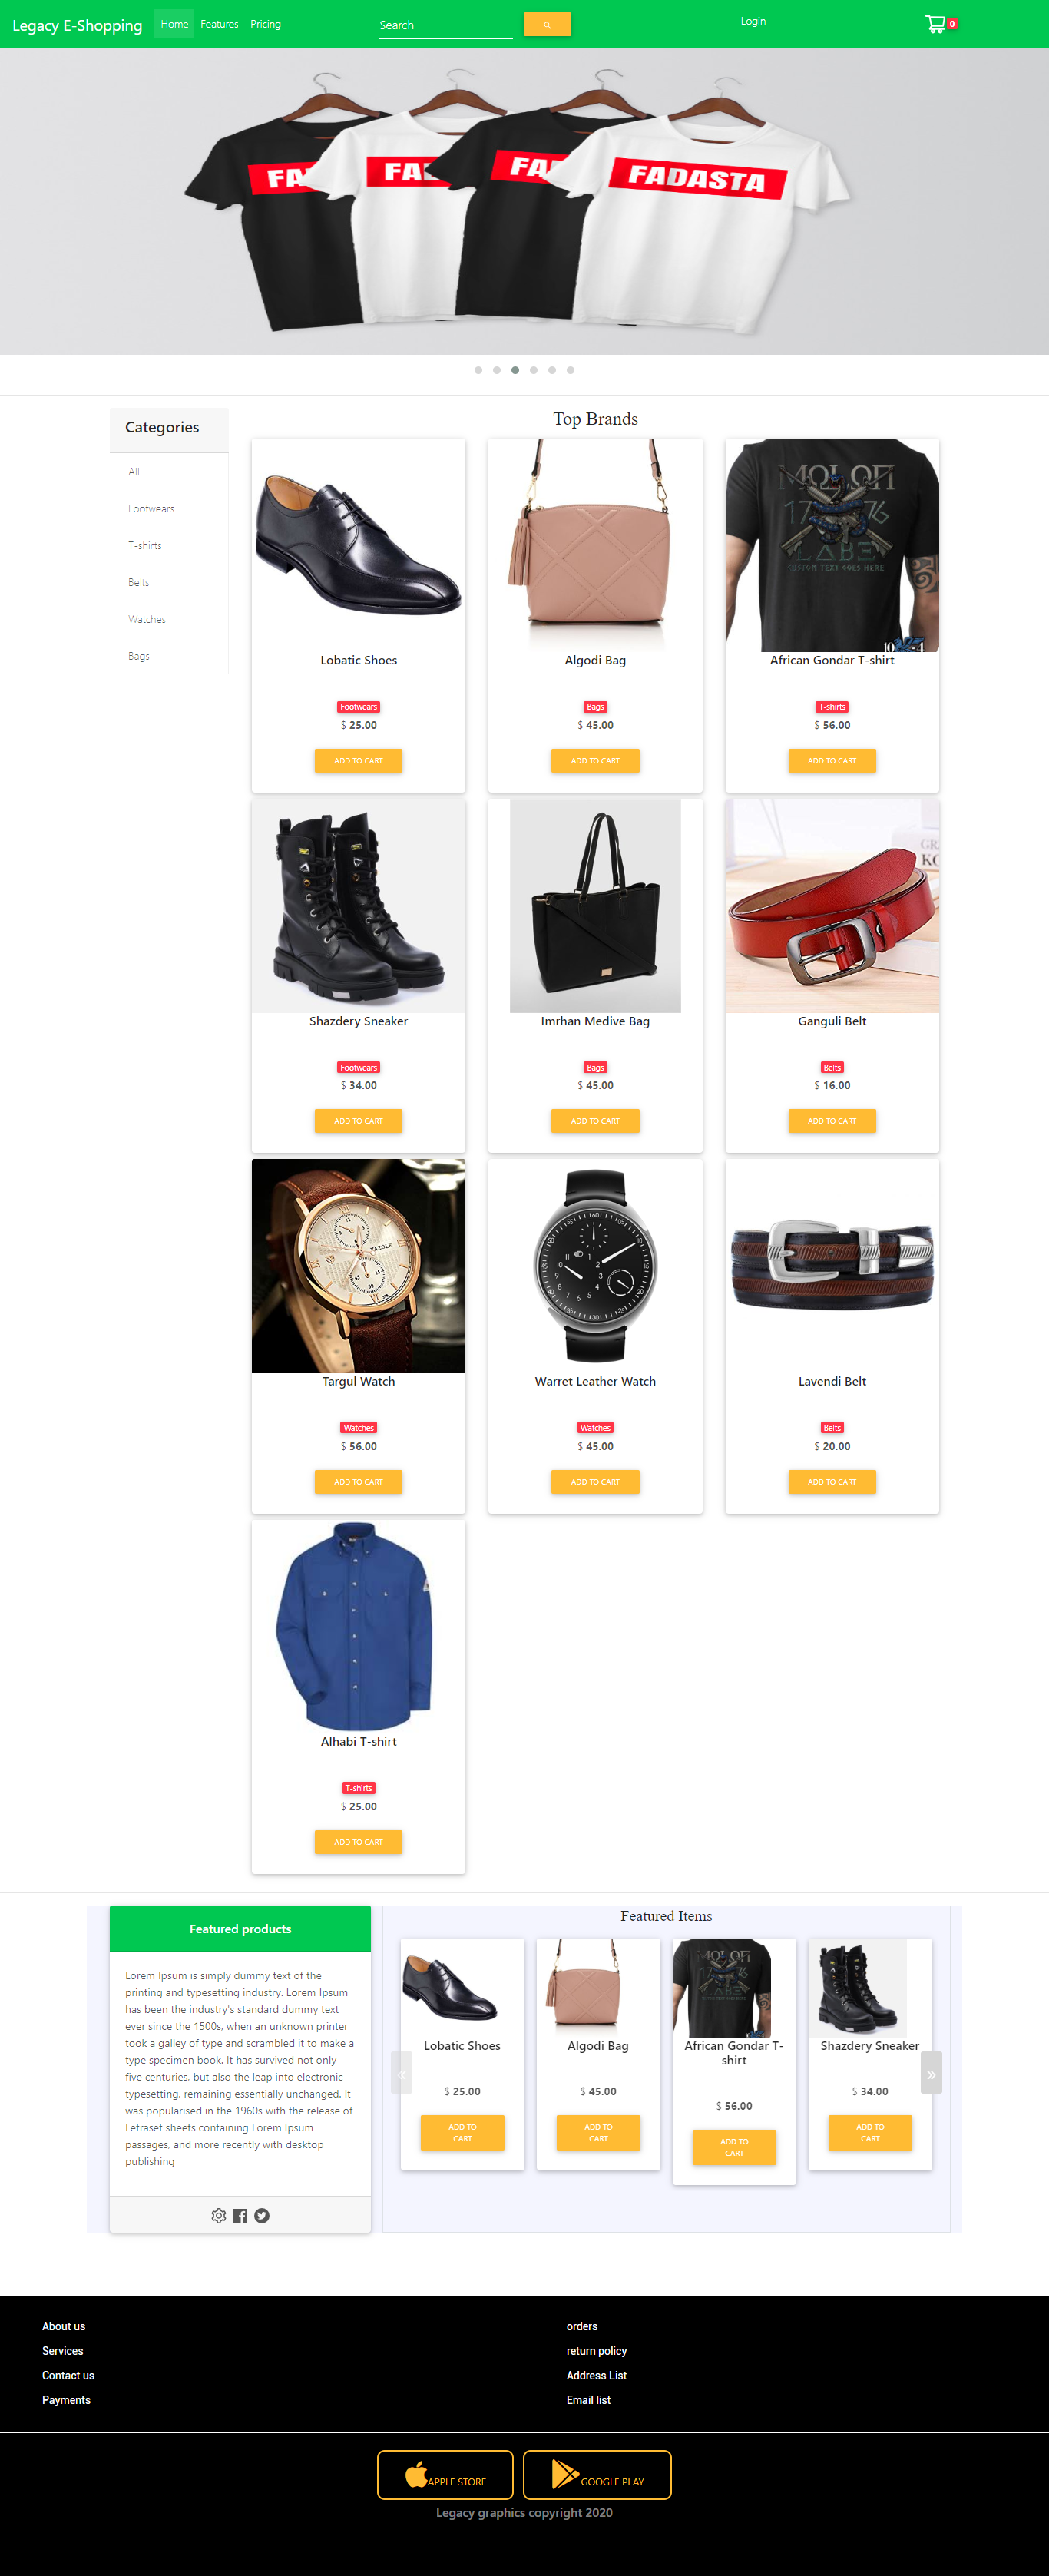 Legacy E-Shopping
Home
Features
Pricing
Search
Login
0
FA
FA
FA
FADASTA
Categories
All
Footwears
T-shirts
Belts
Watches
Bags
Top Brands
ΜΟΛΟΠ
1776
LABE
CUSTOM TEXT GOES HERE
Lobatic Shoes
Footwears
$ 25.00
ADD TO CART
Algodi Bag
Bags
$ 45.00
ADD TO CART
African Gondar T-shirt
T-shirts
$ 56.00
ADD TO CART
Shazdery Sneaker
Footwears
$ 34.00
ADD TO CART
Imrhan Medive Bag
Bags
$ 45.00
ADD TO CART
Ganguli Belt
Belts
$ 16.00
ADD TO CART
YAZOLE
Targul Watch
Watches
$ 56.00
ADD TO CART
Warret Leather Watch
Watches
$ 45.00
ADD TO CART
Lavendi Belt
Belts
$ 20.00
ADD TO CART
Alhabi T-shirt
T-shirts
$ 25.00
ADD TO CART
Featured products
Lorem Ipsum is simply dummy text of the
printing and typesetting industry. Lorem Ipsum
has been the industry's standard dummy text
ever since the 1500s, when an unknown printer
took a galley of type and scrambled it to make a
type specimen book. It has survived not only
five centuries, but also the leap into electronic
typesetting, remaining essentially unchanged. It
was popularised in the 1960s with the release of
Letraset sheets containing Lorem Ipsum
passages, and more recently with desktop
publishing
Featured Items
«
Lobatic Shoes
$ 25.00
ADD TO
CART
Algodi Bag
$ 45.00
ADD TO
CART
African Gondar T-
shirt
$ 56.00
ADD TO
CART
Shazdery Sneaker
$ 34.00
ADD TO
CART
»
About us
Services
Contact us
Payments
orders
return policy
Address List
Email list
APPLE STORE
GOOGLE PLAY
Legacy graphics copyright 2020